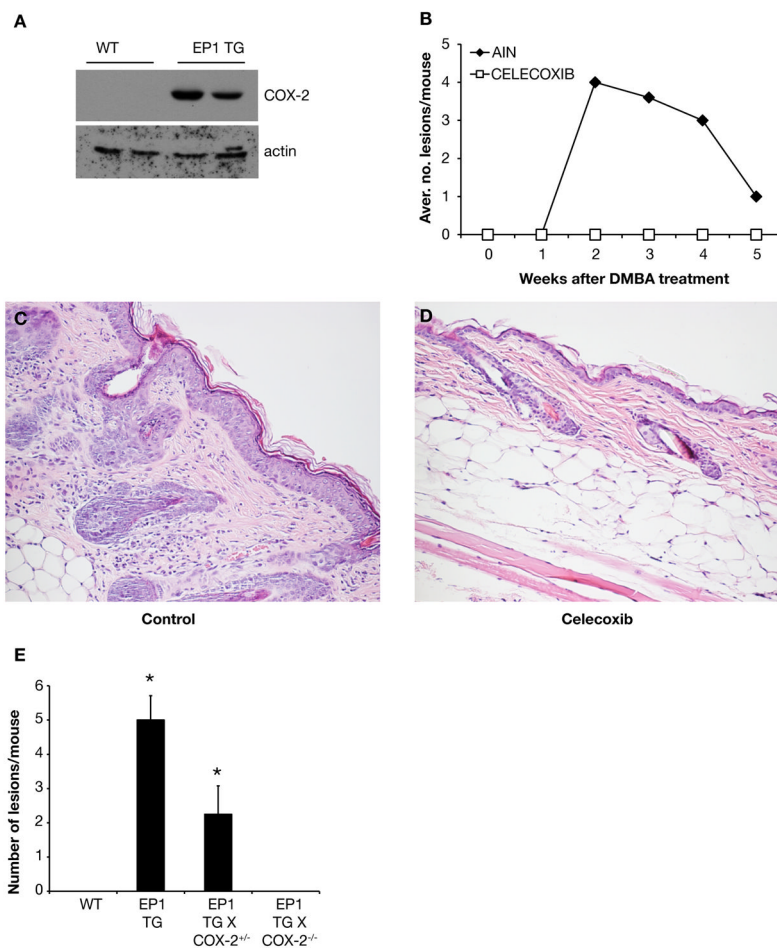 A
WT
EP1 TG
COX-2
actin
B
AIN
CELECOXIB
Aver. no. lesions/mouse
5
4
3
2
1
0
0 1 2 3 4 5
Weeks after DMBA treatment
C
Control
D
Celecoxib
E
Number of lesions/mouse
6
5
4
3
2
1
0
*
*
WT
EP1
TG
EP1
TG X
COX-2+/-
EP1
TG X
COX-2-/-